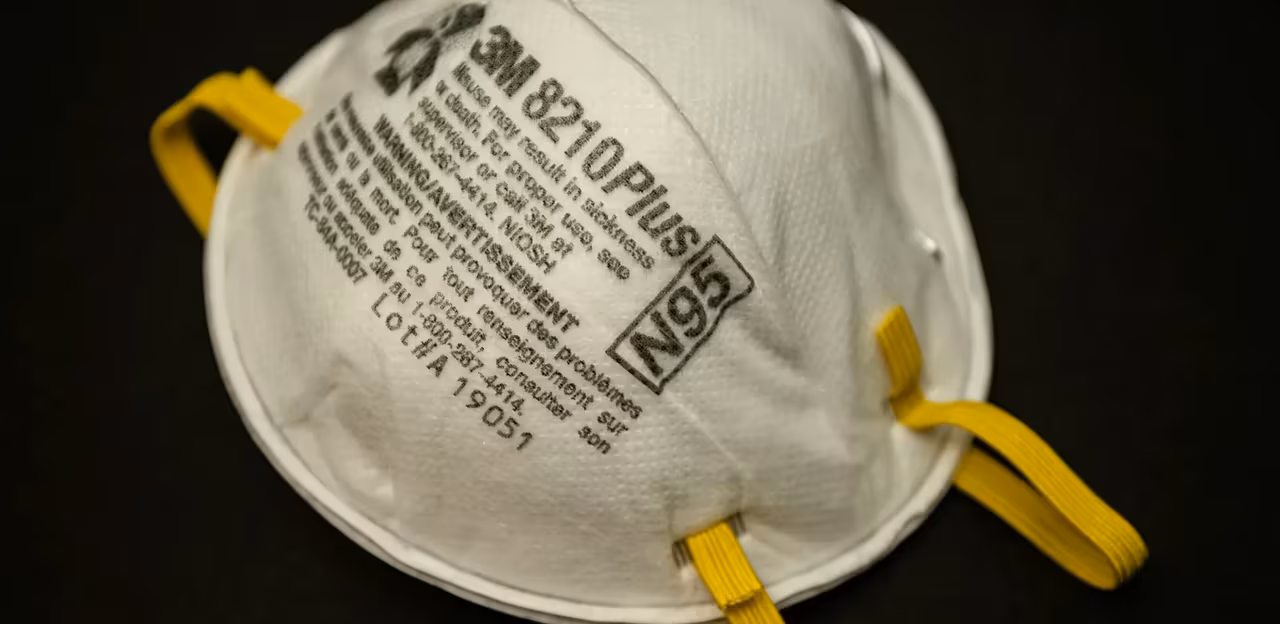 3M 8210Plus
N95
Misuse may result in sickness
or death. For proper use, see
supervisor or call 3M at
1-800-267-4414. NIOSH
WARNING/AVERTISSEMENT
mauvaise utilisation peut provoquer des problèmes
ou la mort. Pour tout renseignement sur
adéquate de ce produit, consulter son
ou appeler 3M au 1-800-267-4414.
TC-84A-0007
Lot#A 19051